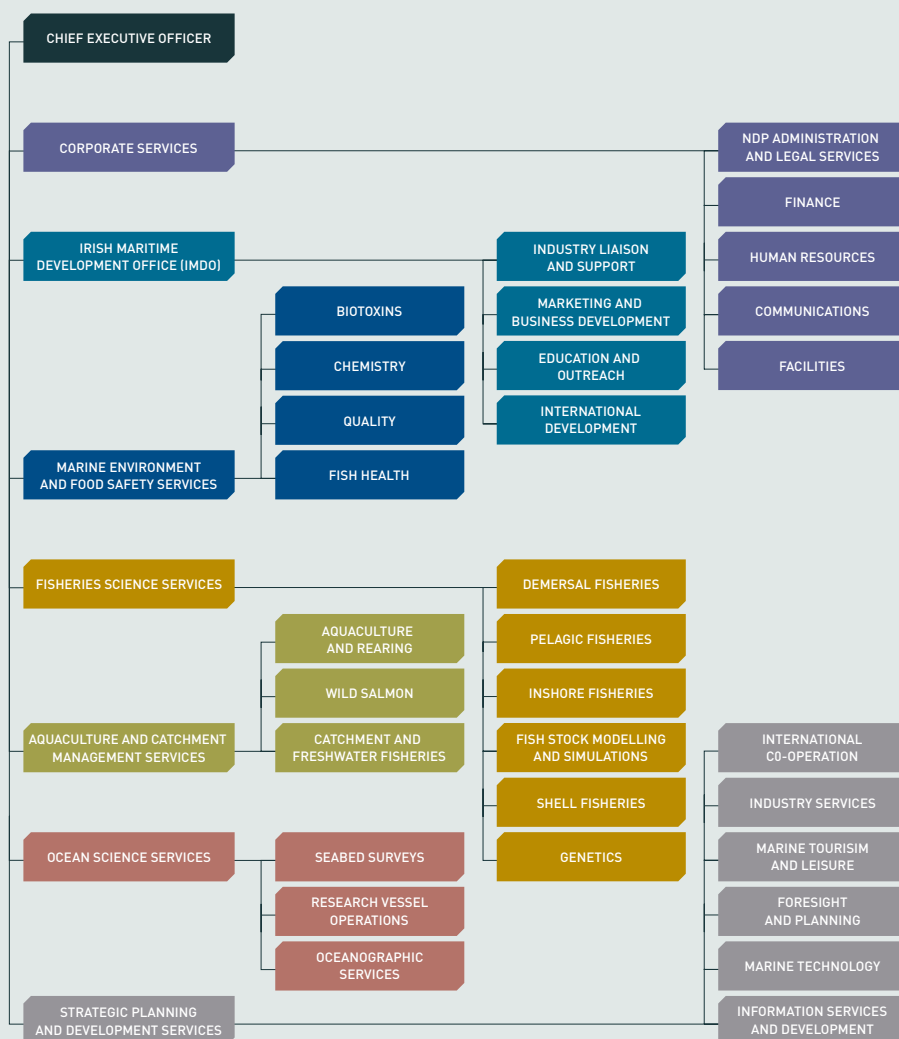 CHIEF EXECUTIVE OFFICER
CORPORATE SERVICES
NDP ADMINISTRATION
AND LEGAL SERVICES
FINANCE
HUMAN RESOURCES
COMMUNICATIONS
FACILITIES
IRISH MARITIME
DEVELOPMENT OFFICE (IMDO)
INDUSTRY LIAISON
AND SUPPORT
MARKETING AND
BUSINESS DEVELOPMENT
EDUCATION AND
OUTREACH
INTERNATIONAL
DEVELOPMENT
BIOTOXINS
CHEMISTRY
QUALITY
FISH HEALTH
MARINE ENVIRONMENT
AND FOOD SAFETY SERVICES
FISHERIES SCIENCE SERVICES
DEMERSAL FISHERIES
PELAGIC FISHERIES
INSHORE FISHERIES
FISH STOCK MODELLING
AND SIMULATIONS
SHELL FISHERIES
GENETICS
AQUACULTURE
AND REARING
WILD SALMON
CATCHMENT AND
FRESHWATER FISHERIES
AQUACULTURE AND CATCHMENT
MANAGEMENT SERVICES
OCEAN SCIENCE SERVICES
SEABED SURVEYS
RESEARCH VESSEL
OPERATIONS
OCEANOGRAPHIC
SERVICES
INTERNATIONAL
C0-OPERATION
INDUSTRY SERVICES
MARINE TOURISIM
AND LEISURE
FORESIGHT
AND PLANNING
MARINE TECHNOLOGY
INFORMATION SERVICES
AND DEVELOPMENT
STRATEGIC PLANNING
AND DEVELOPMENT SERVICES